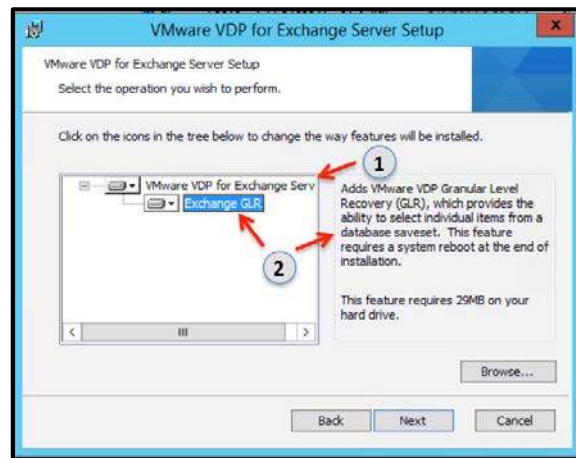 VMware VDP for Exchange Server Setup
x
VMware VDP for Exchange Server Setup
Select the operation you wish to perform.
Click on the icons in the tree below to change the way features will be installed.
1
VMware VDP for Exchange Serv
Exchange GLR
2
Adds VMware VDP Granular Level
Recovery (GLR), which provides the
ability to select individual items from a
database saveset. This feature
requires a system reboot at the end of
installation.
This feature requires 29MB on your
hard drive.
Browse...
Back
Next
Cancel